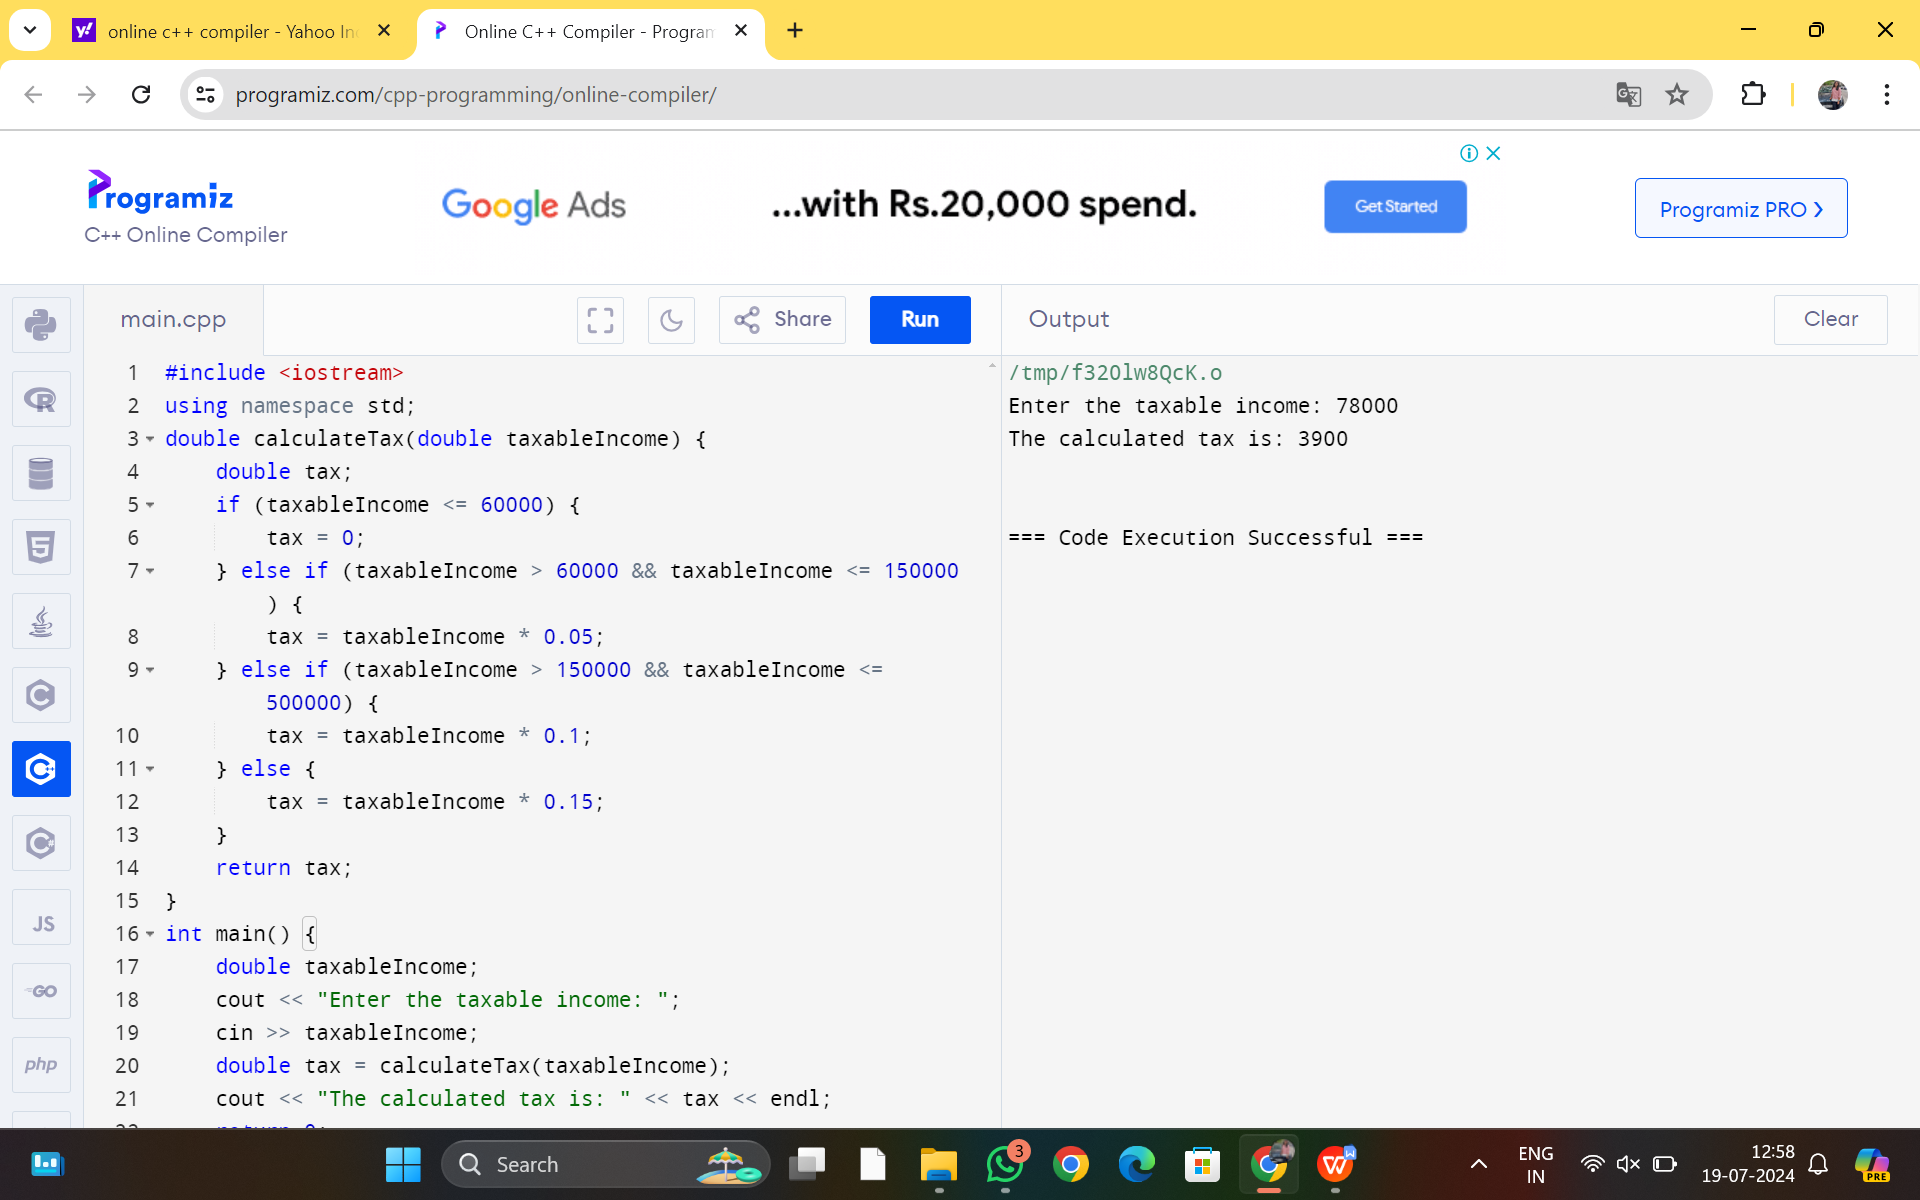 online c++ compiler - Yahoo In
Online C++ Compiler - Program
programiz.com/cpp-programming/online-compiler/
Programiz
C++ Online Compiler
Google Ads
...with Rs.20,000 spend.
Get Started
Programiz PRO ❯
main.cpp
Share
Run
Output
Clear
1 #include <iostream>
2 using namespace std;
3 double calculateTax(double taxableIncome) {
4     double tax;
5     if (taxableIncome <= 60000) {
6         tax = 0;
7     } else if (taxableIncome > 60000 && taxableIncome <= 150000
        ) {
8         tax = taxableIncome * 0.05;
9     } else if (taxableIncome > 150000 && taxableIncome <=
        500000) {
10         tax = taxableIncome * 0.1;
11     } else {
12         tax = taxableIncome * 0.15;
13     }
14     return tax;
15 }
16 int main() {
17     double taxableIncome;
18     cout << "Enter the taxable income: ";
19     cin >> taxableIncome;
20     double tax = calculateTax(taxableIncome);
21     cout << "The calculated tax is: " << tax << endl;
/tmp/f32Olw8QcK.o
Enter the taxable income: 78000
The calculated tax is: 3900
=== Code Execution Successful ===
JS
GO
php
Search
3
ENG
IN
12:58
19-07-2024
PRE